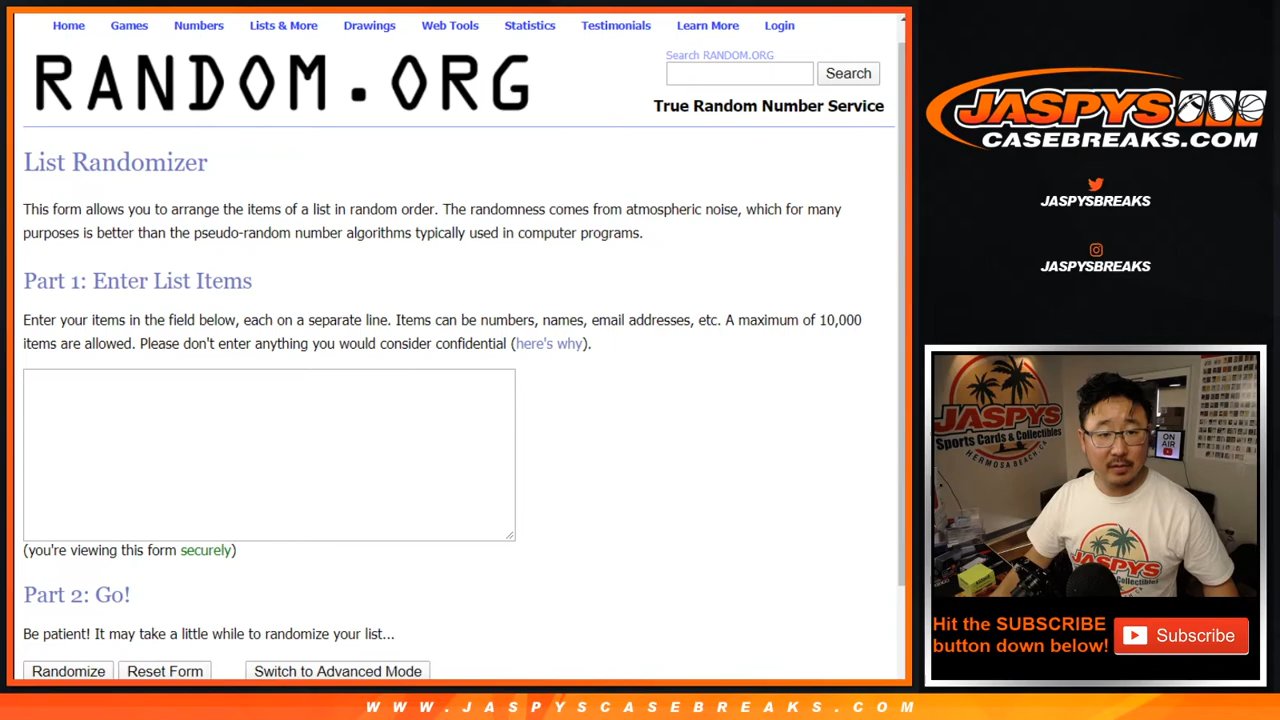 Home Games Numbers Lists & More Drawings Web Tools Statistics Testimonials Learn More Login
RANDOM.ORG
Search RANDOM.ORG
Search
True Random Number Service
List Randomizer
This form allows you to arrange the items of a list in random order. The randomness comes from atmospheric noise, which for many
purposes is better than the pseudo-random number algorithms typically used in computer programs.
Part 1: Enter List Items
Enter your items in the field below, each on a separate line. Items can be numbers, names, email addresses, etc. A maximum of 10,000
items are allowed. Please don't enter anything you would consider confidential (here's why).
(you're viewing this form securely)
Part 2: Go!
Be patient! It may take a little while to randomize your list...
Randomize Reset Form Switch to Advanced Mode
JASPYS
CASEBREAKS.COM
JASPYSBREAKS
JASPYSBREAKS
JASPYS
Sports Cards & Collectibles
HERMOSA BEACH, CA
ON
AIR
JASPYS
Hit the SUBSCRIBE
button down below!
Subscribe
WWW.JASPYSCASEBREAKS.COM